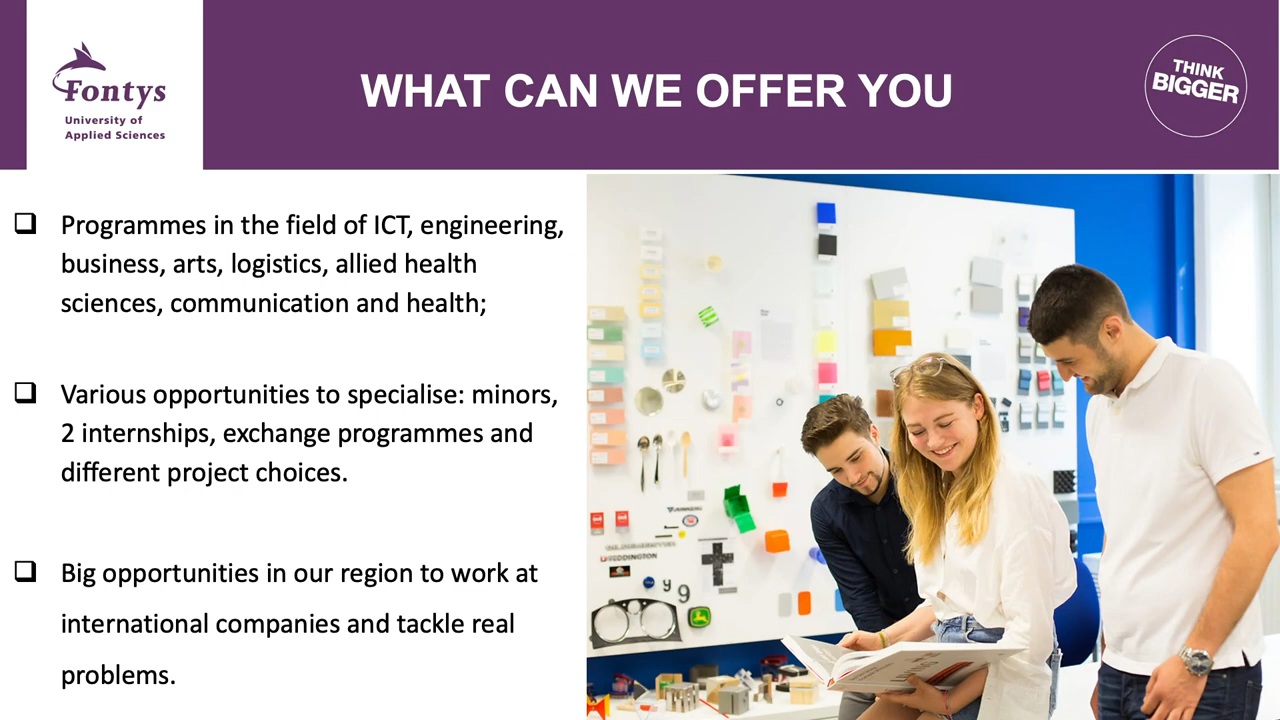 Fontys
University of
Applied Sciences
WHAT CAN WE OFFER YOU
THINK
BIGGER
Programmes in the field of ICT, engineering,
business, arts, logistics, allied health
sciences, communication and health;
Various opportunities to specialise: minors,
2 internships, exchange programmes and
different project choices.
Big opportunities in our region to work at
international companies and tackle real
problems.
y
9